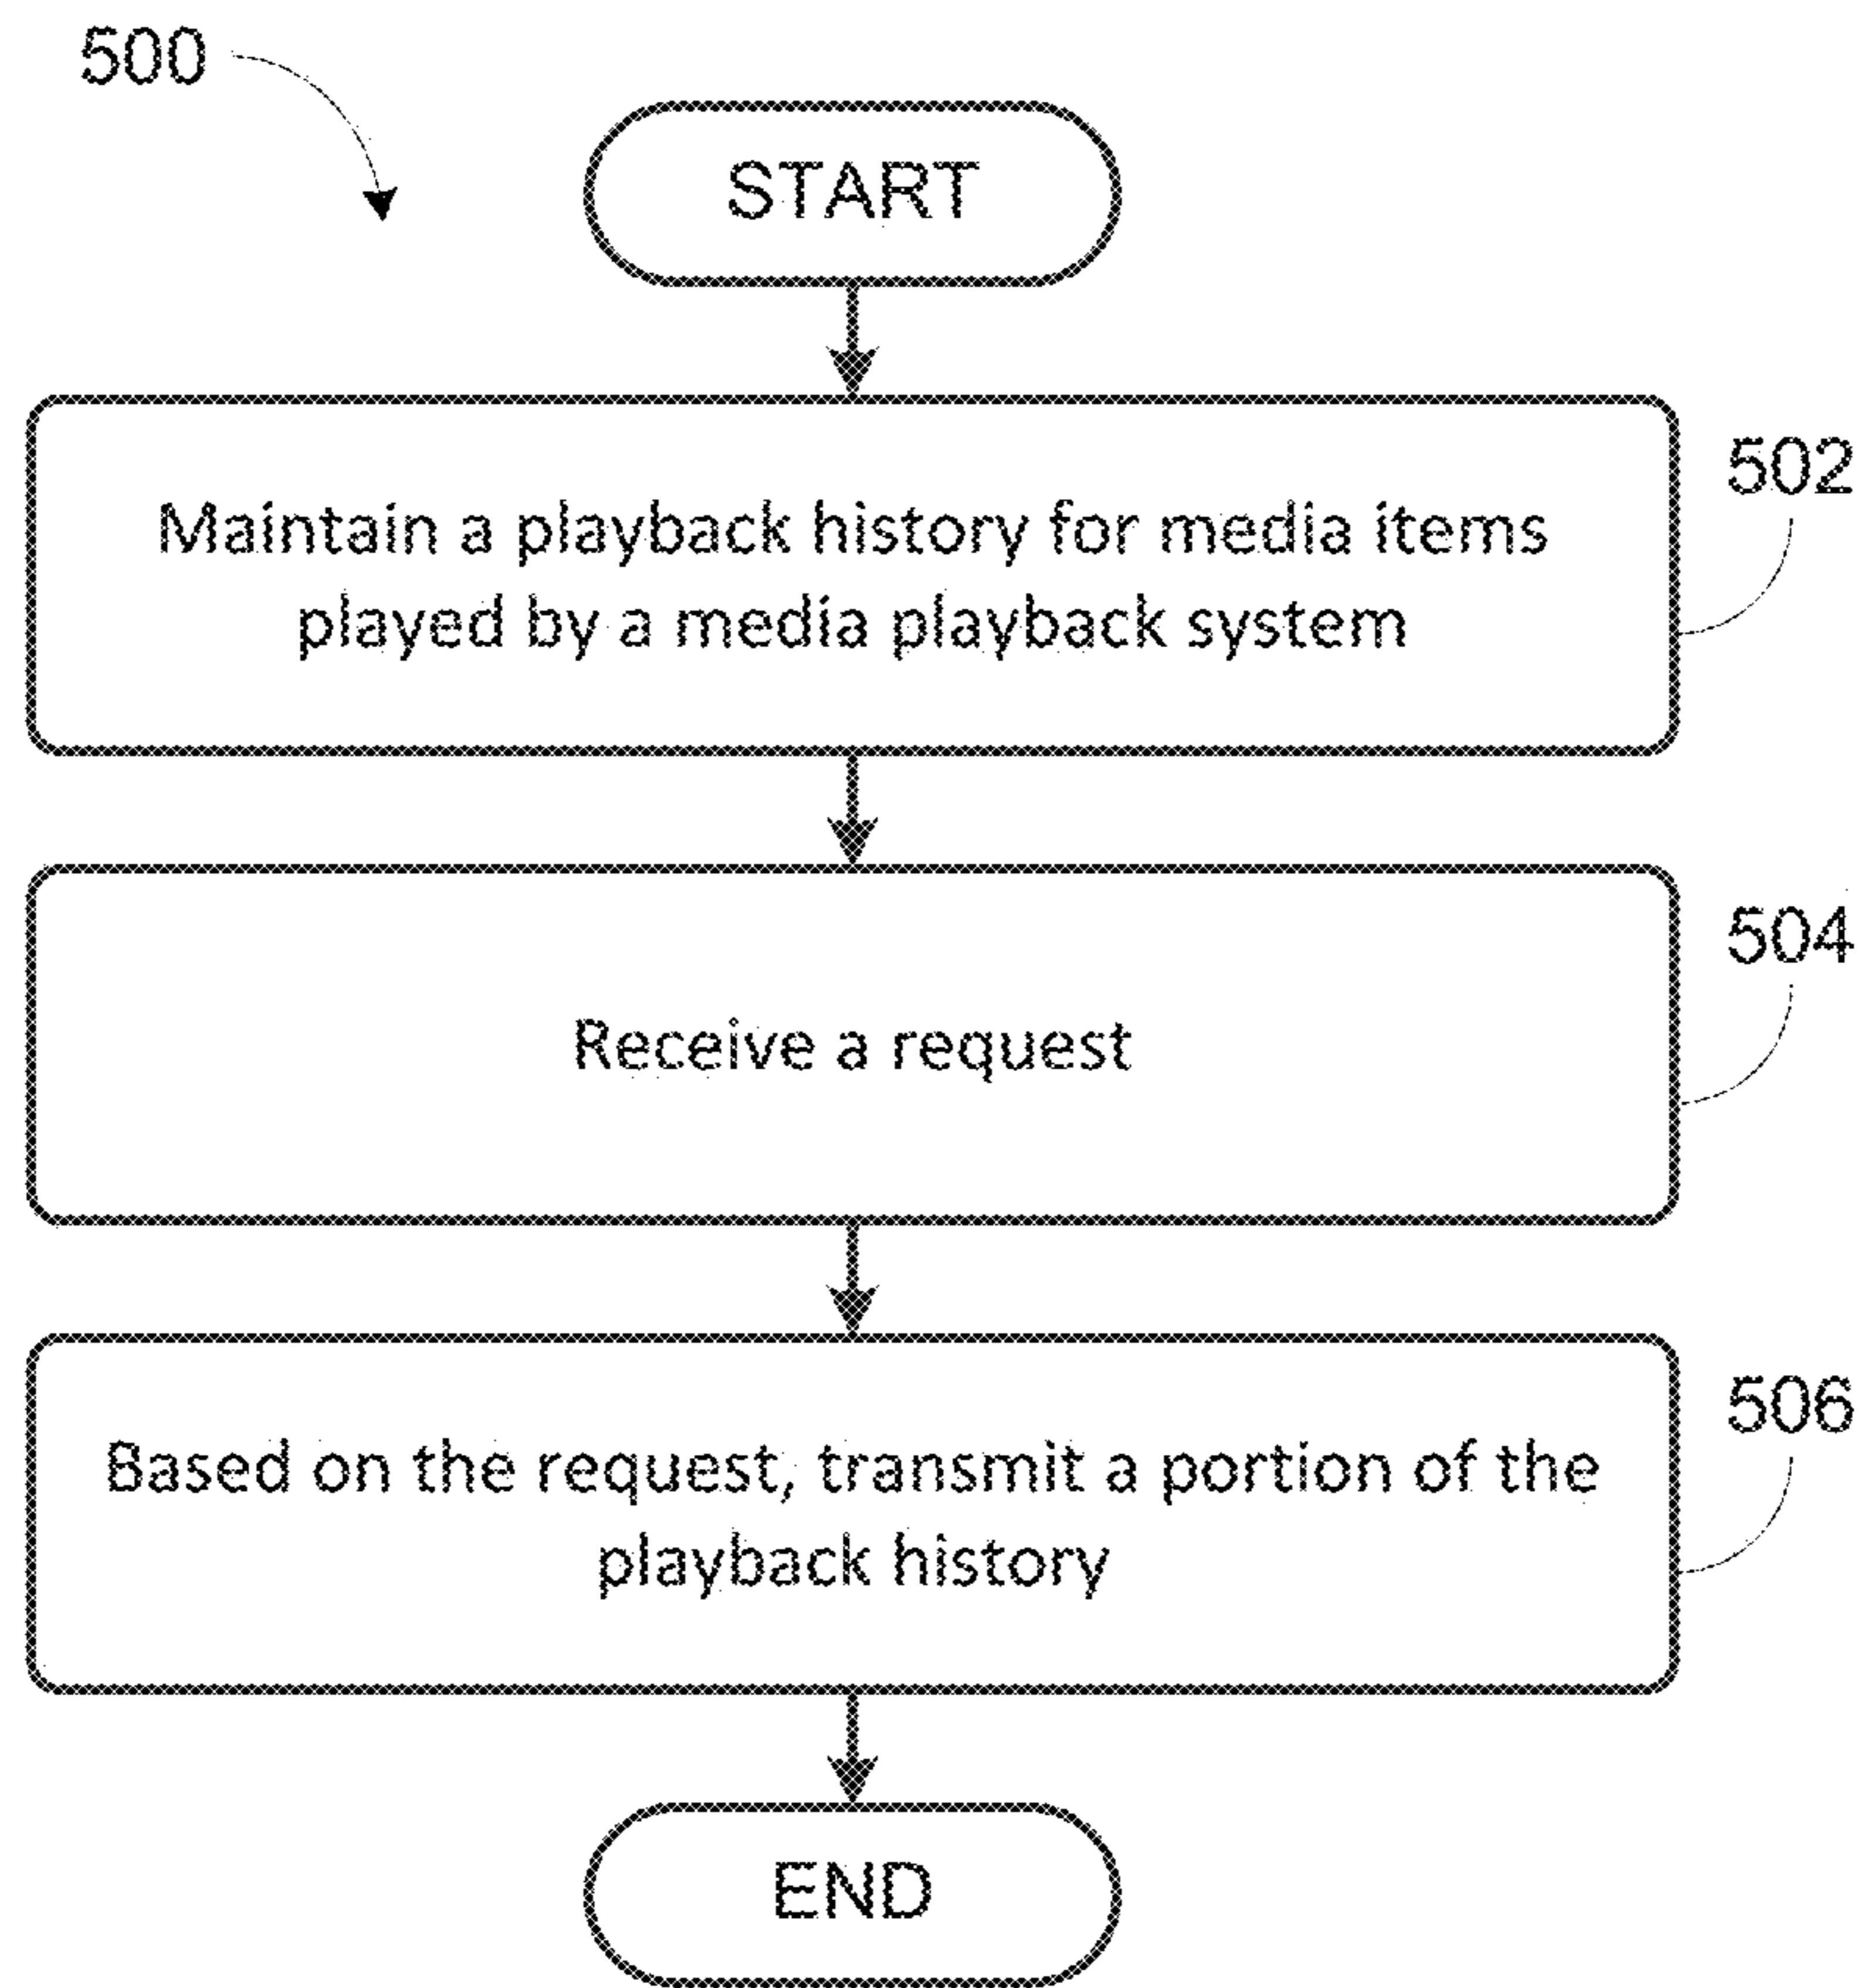 500
START
502
Maintain a playback history for media items
played by a media playback system
504
Receive a request
506
Based on the request, transmit a portion of the
playback history
END